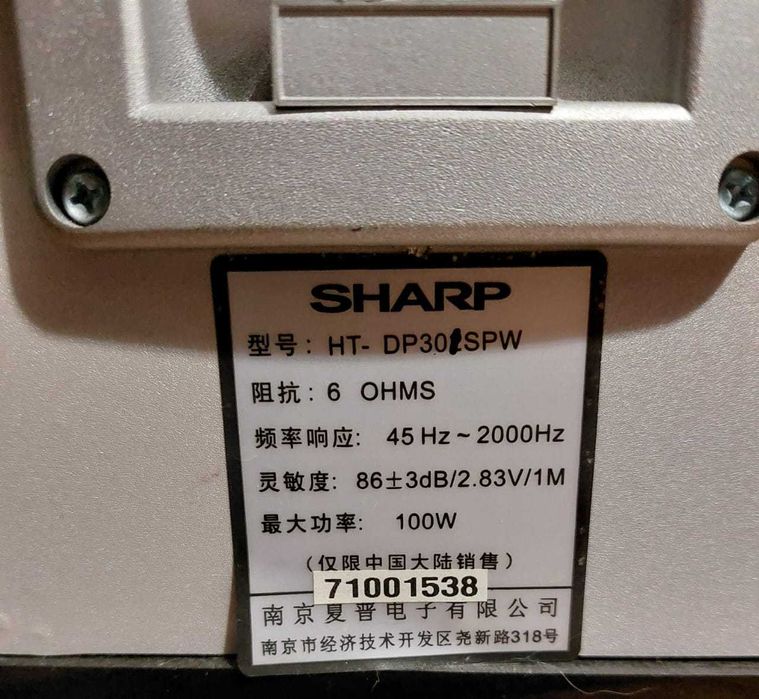 SHARP
型号: HT- DP301SPW
阻抗: 6 OHMS
频率响应: 45 Hz ~ 2000Hz
灵敏度: 86±3dB/2.83V/1M
最大功率: 100W
(仅限中国大陆销售)
71001538
南京夏普电子有限公司
南京市经济技术开发区尧新路318号